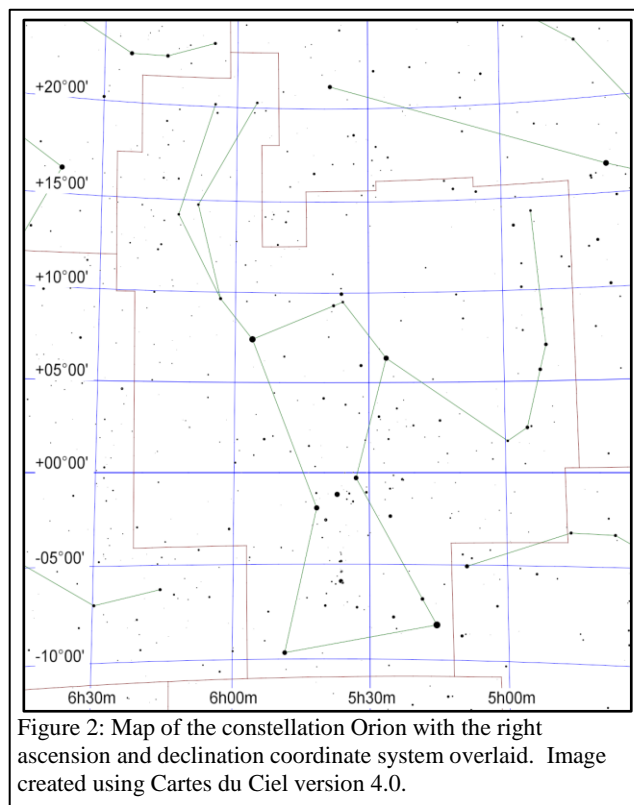 +20°00'
+15°00'
+10°00'
+05°00'
+00°00'
-05°00'
-10°00'
6h30m 6h00m 5h30m 5h00m
Figure 2: Map of the constellation Orion with the right
ascension and declination coordinate system overlaid. Image
created using Cartes du Ciel version 4.0.